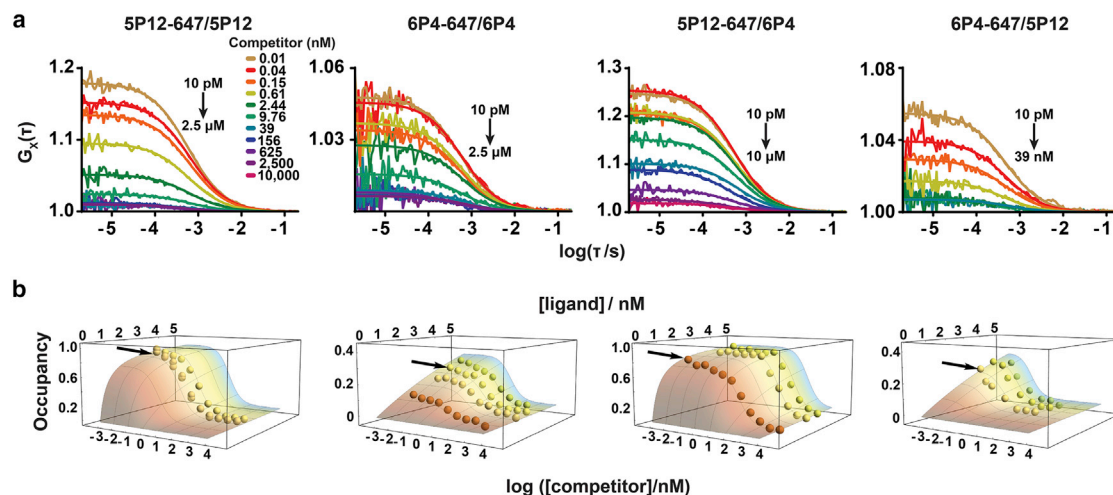 a
5P12-647/5P12
6P4-647/6P4
5P12-647/6P4
6P4-647/5P12
Competitor (nM)
0.01
0.04
0.15
0.61
2.44
9.76
39
156
625
2,500
10,000
Gx(τ)
1.2
1.1
1.0
10 pM
2.5 μM
-5 -4 -3 -2 -1
1.06
1.03
10 pM
2.5 μM
-5 -4 -3 -2 -1
1.3
1.2
1.1
1.0
10 pM
10 μM
-5 -4 -3 -2 -1
1.08
1.04
1.00
10 pM
39 nM
-5 -4 -3 -2 -1
log(τ/s)
b
[ligand] / nM
Occupancy
0 1 2 3 4 5
1.0
0.6
0.2
-3 -2 -1 0 1 2 3 4
0 1 2 3 4 5
0.4
0.2
0
-3 -2 -1 0 1 2 3 4
0 1 2 3 4 5
1.0
0.6
0.2
-3 -2 -1 0 1 2 3 4
0 1 2 3 4 5
0.4
0.2
0
-3 -2 -1 0 1 2 3 4
log ([competitor]/nM)